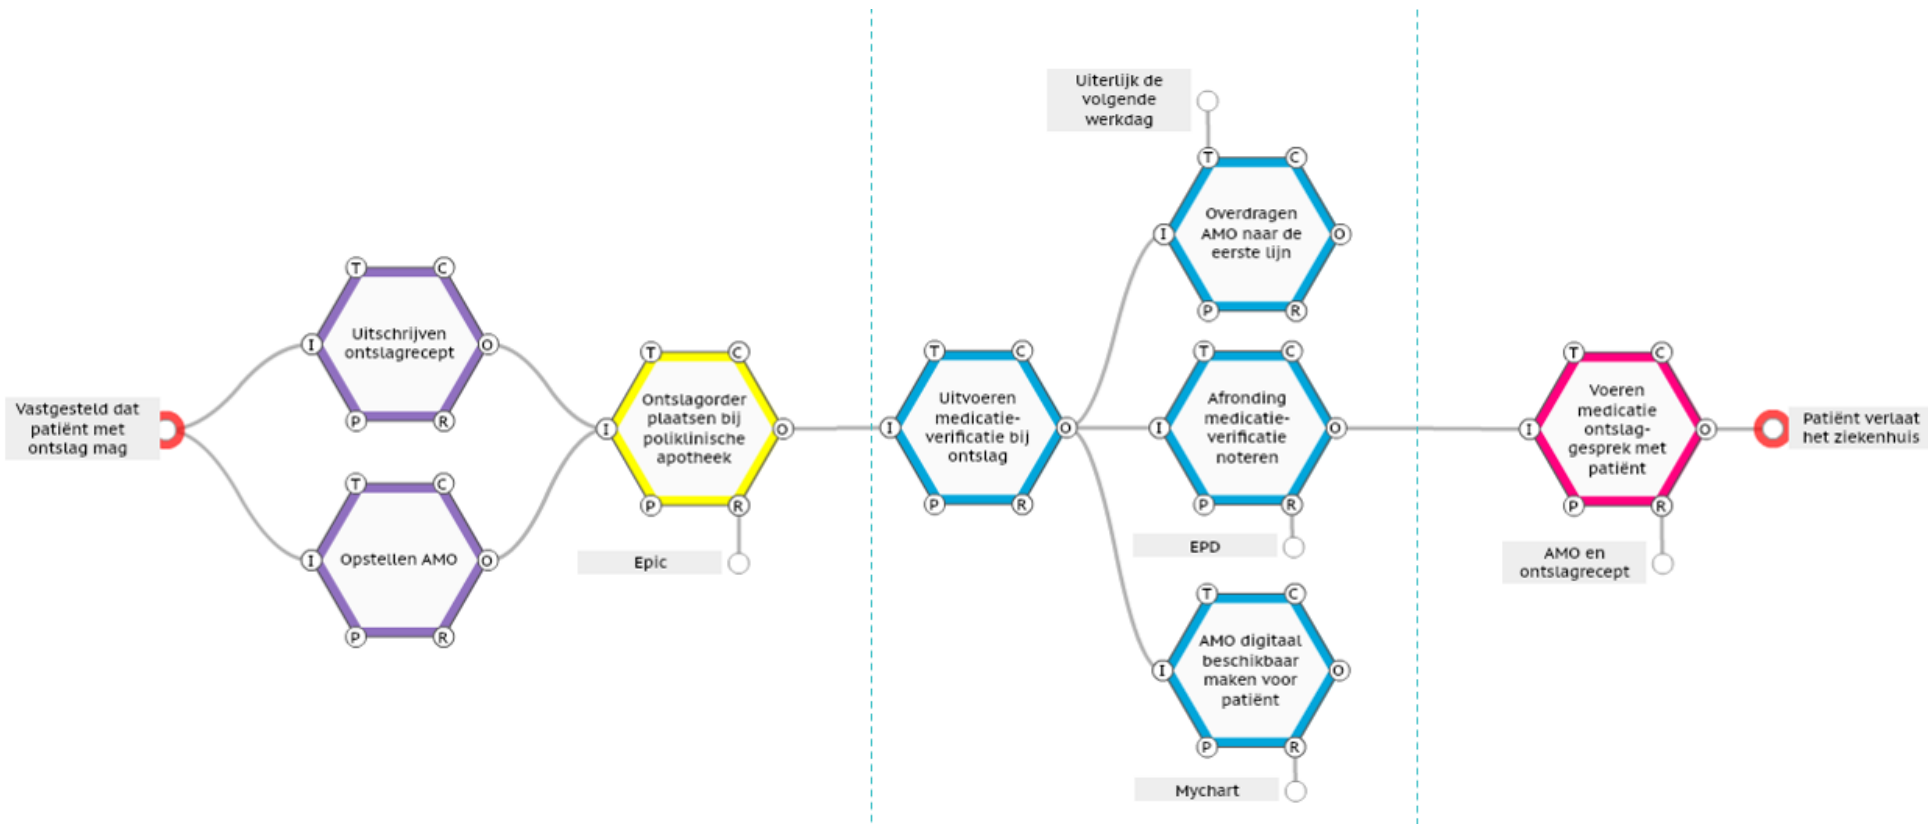 Vastgesteld dat
patiënt met
ontslag mag
T C
Uitschrijven
ontslagrecept
I O
P R
T C
Opstellen AMO
I O
P R
T C
Ontslagorder
plaatsen bij
poliklinische
apotheek
I O
P R
Epic
T C
Uitvoeren
medicatie-
verificatie bij
ontslag
I O
P R
Uiterlijk de
volgende
werkdag
T C
Overdragen
AMO naar de
eerste lijn
I O
P R
T C
Afronding
medicatie-
verificatie
noteren
I O
P R
EPD
T C
AMO digitaal
beschikbaar
maken voor
patiënt
I O
P R
Mychart
T C
Voeren
medicatie
ontslag-
gesprek met
patiënt
I O
P R
AMO en
ontslagrecept
Patiënt verlaat
het ziekenhuis